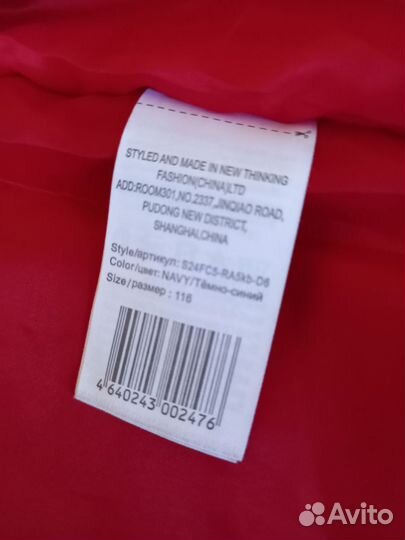 STYLED AND MADE IN NEW THINKING
FASHION(CHINA)LTD
ADD:ROOM301,NO.2337,JINQIAO ROAD,
PUDONG NEW DISTRICT,
SHANGHAI.CHINA
Style/артикул: S24FC5-RA5kb-D6
Color/цвет: NAVY/Тёмно-синий
Size/размер : 116
4 640243 002476
Avito